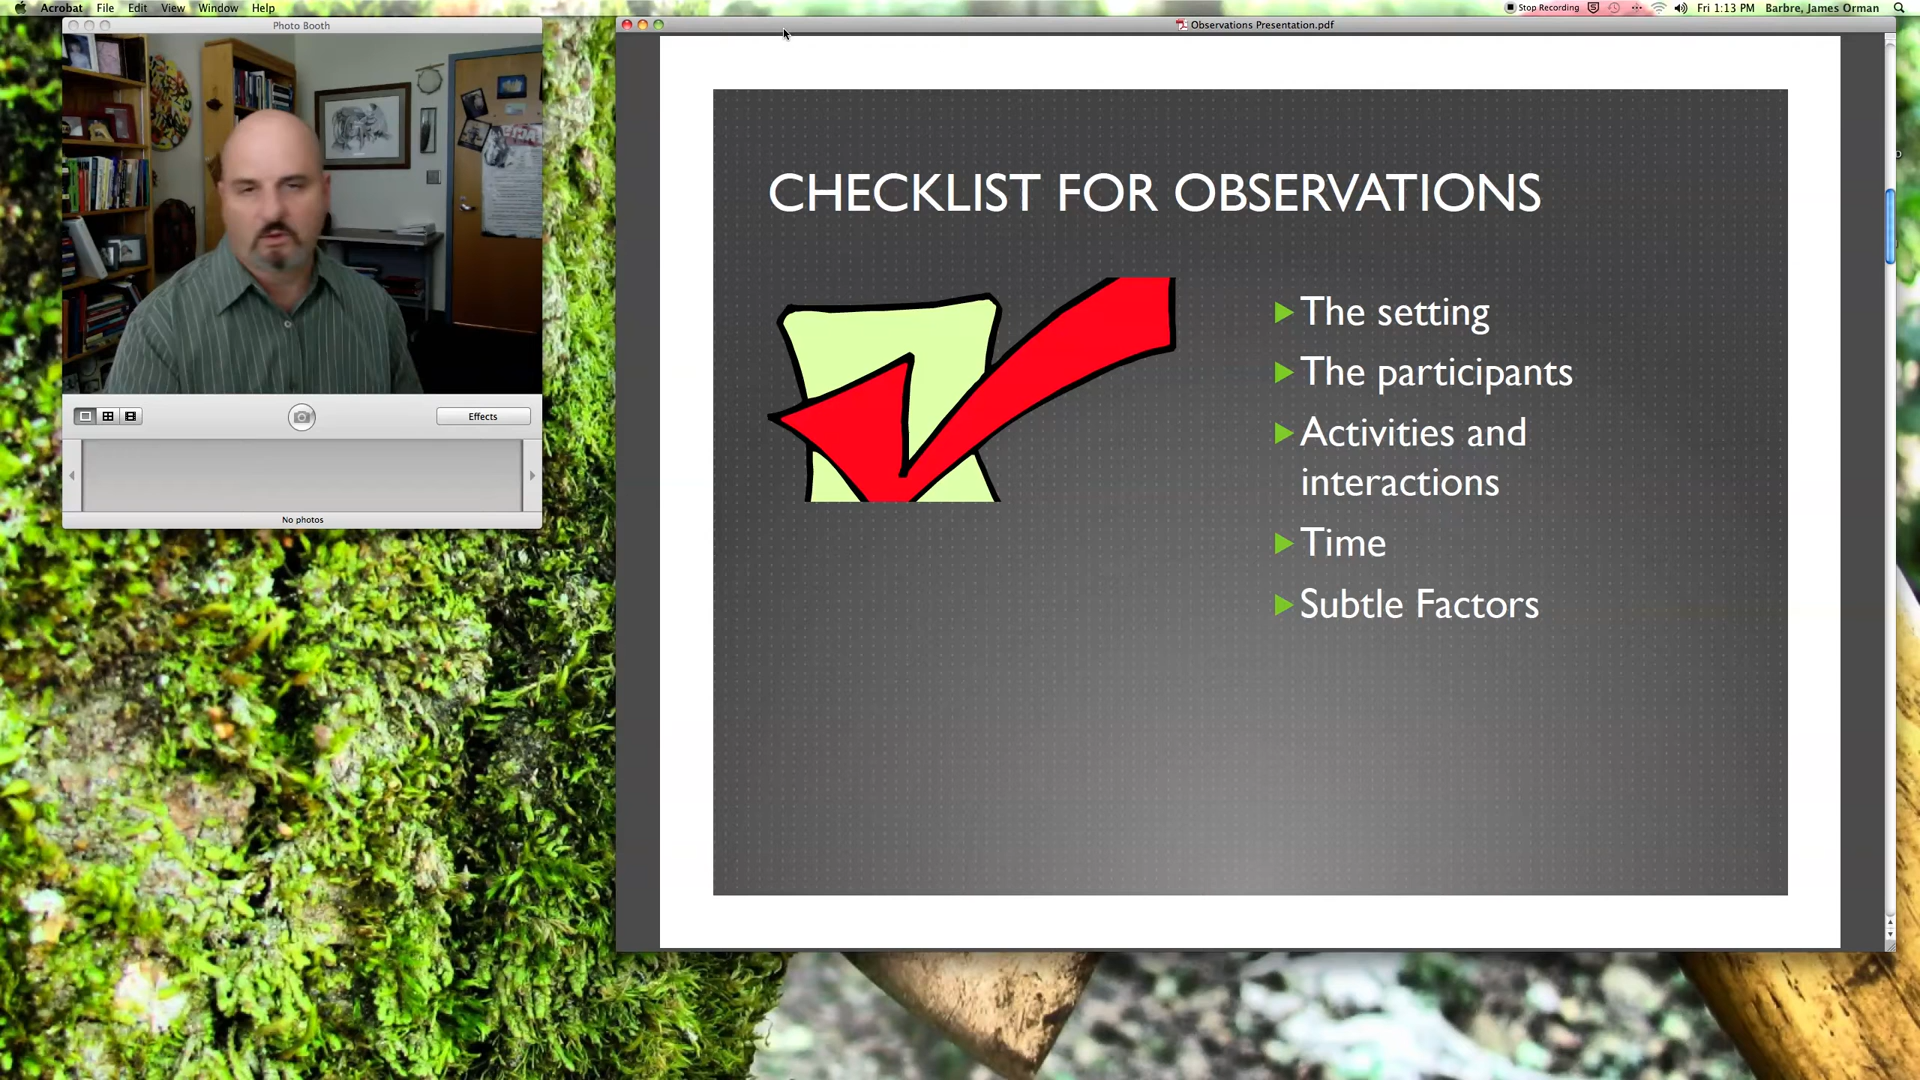 Acrobat File Edit View Window Help
Stop Recording Fri 1:13 PM Barbre, James Orman
Photo Booth
Observations Presentation.pdf
CHECKLIST FOR OBSERVATIONS
The setting
The participants
Activities and
interactions
Time
Subtle Factors
Effects
No photos